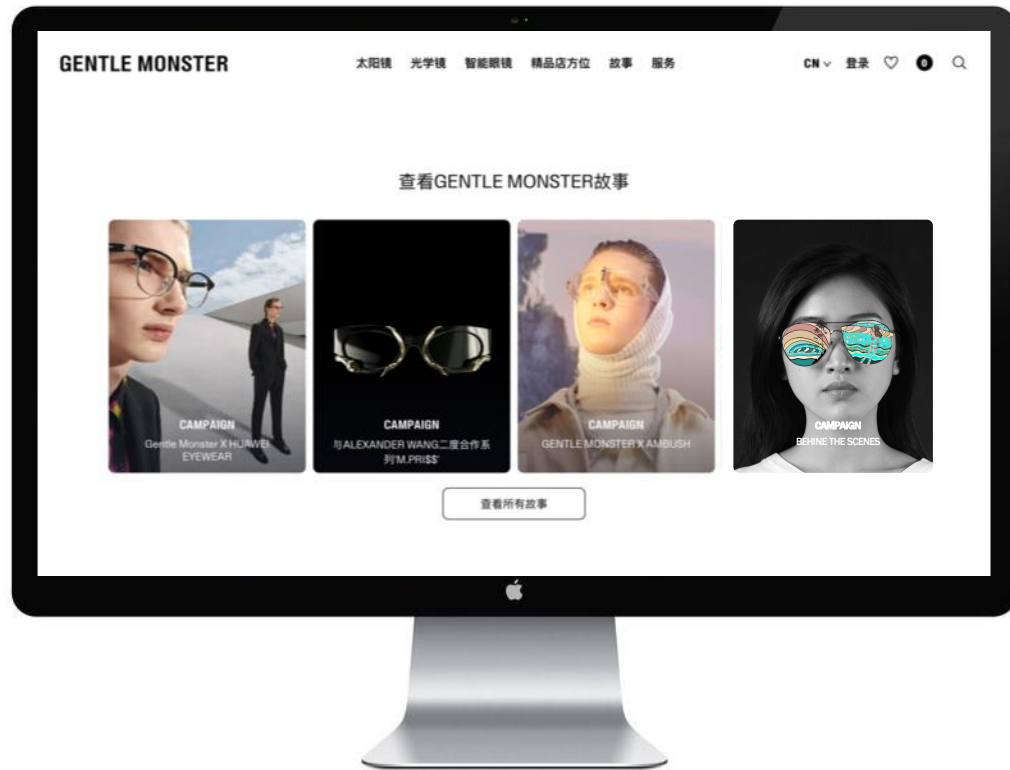 GENTLE MONSTER
太阳镜 光学镜 智能眼镜 精品店方位 故事 服务
CN 登录 0
查看GENTLE MONSTER故事
CAMPAIGN
Gentle Monster X HUAWEI
EYEWEAR
CAMPAIGN
与ALEXANDER WANG二度合作系
列'M.PRI$$'
CAMPAIGN
GENTLE MONSTER X AMBUSH
CAMPAIGN
BEHINE THE SCENES
查看所有故事